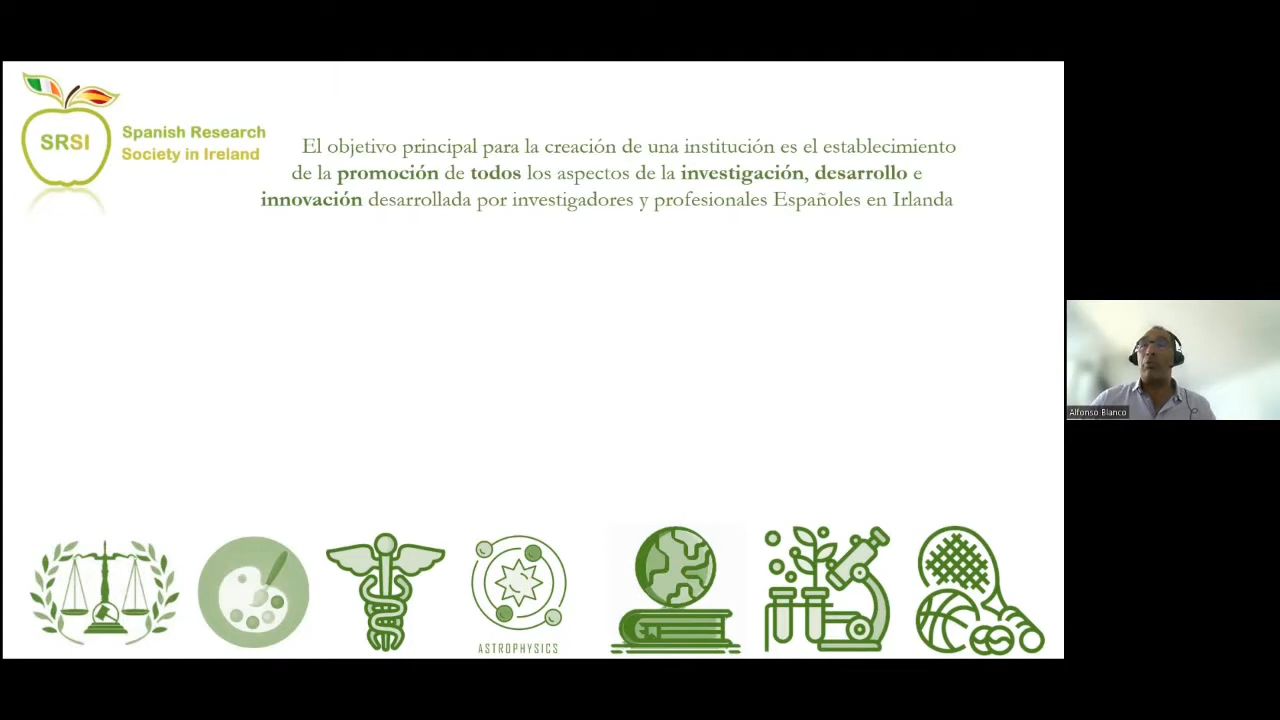 SRSI
Spanish Research
Society in Ireland
El objetivo principal para la creación de una institución es el establecimiento
de la promoción de todos los aspectos de la investigación, desarrollo e
innovación desarrollada por investigadores y profesionales Españoles en Irlanda
Alfonso Blanco
ASTROPHYSICS